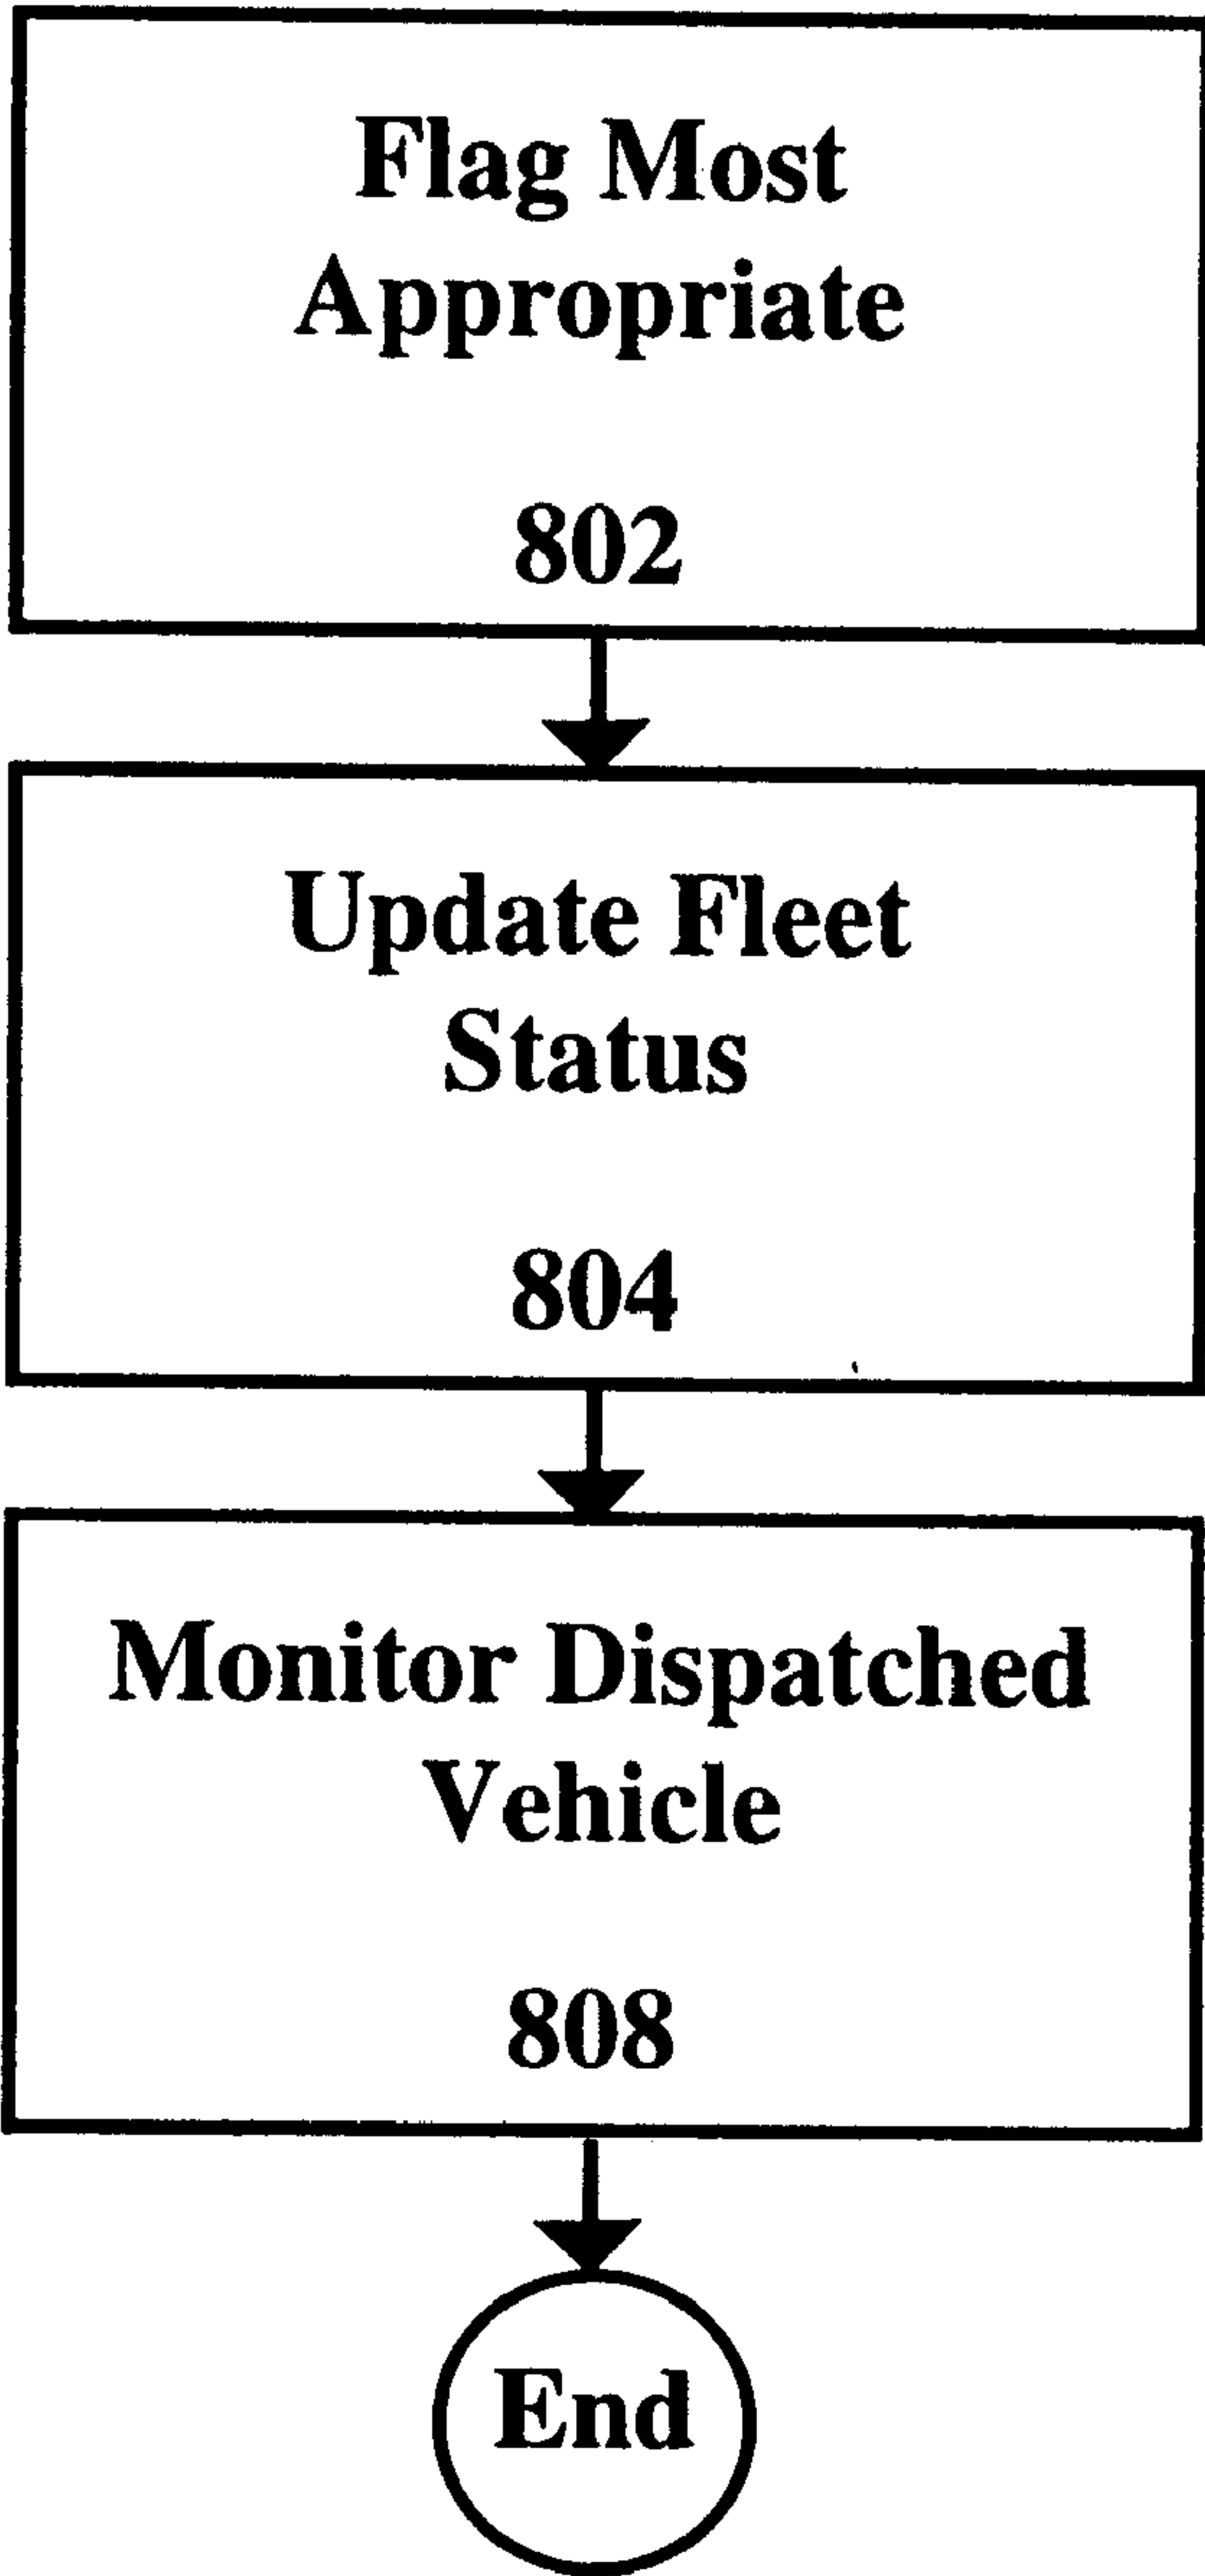 Flag Most
Appropriate
802
Update Fleet
Status
804
Monitor Dispatched
Vehicle
808
End